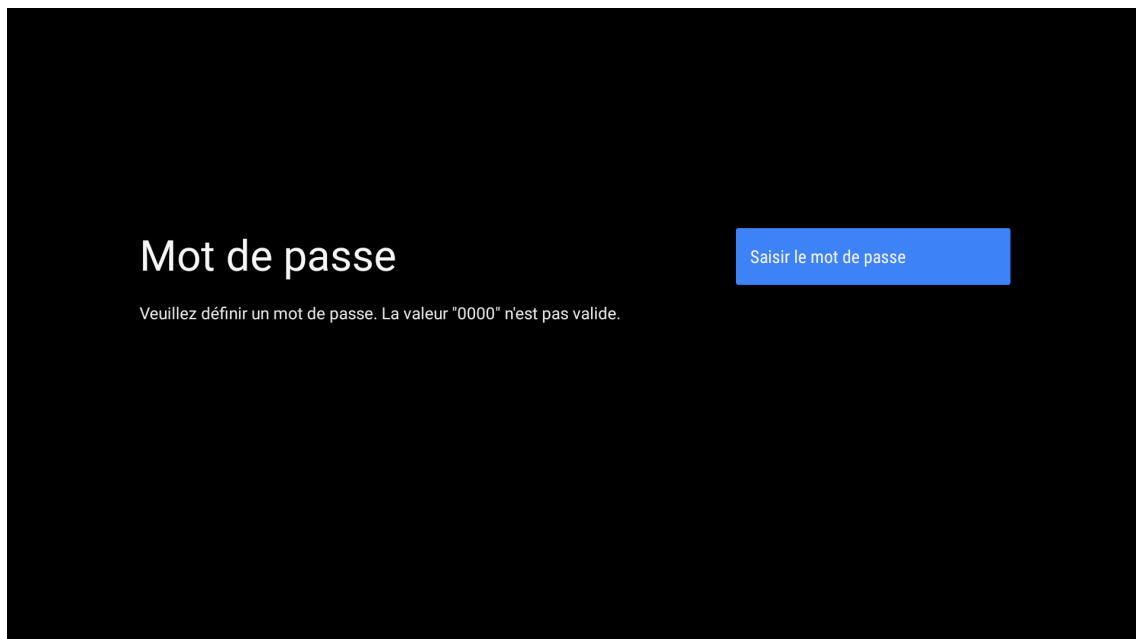 Mot de passe
Saisir le mot de passe
Veuillez définir un mot de passe. La valeur "0000" n'est pas valide.